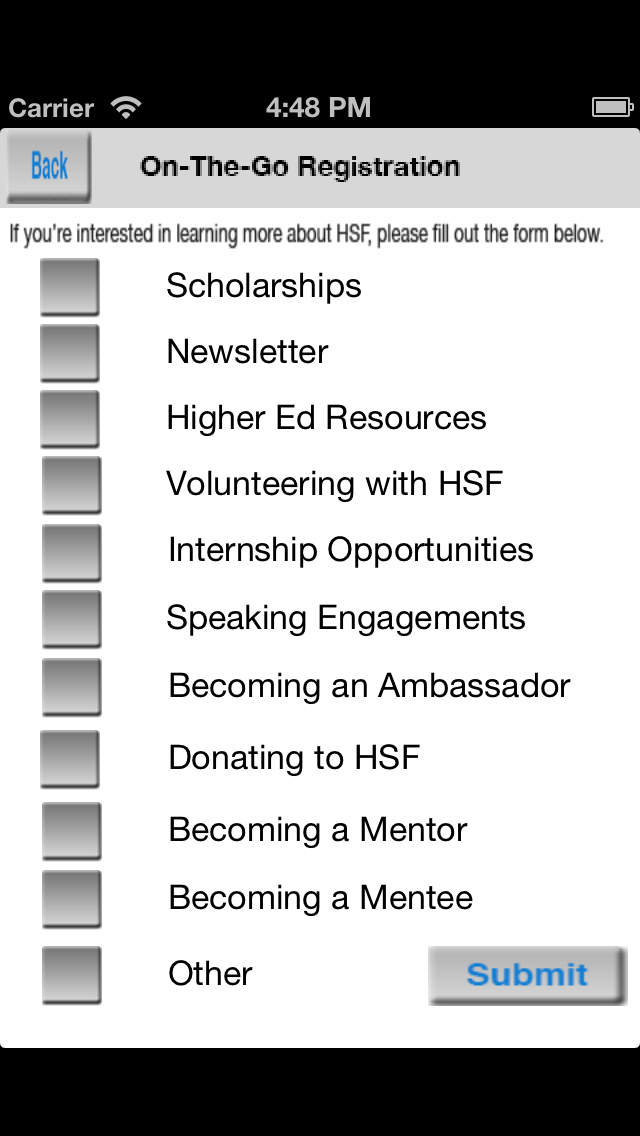 Carrier 4:48 PM
Back On-The-Go Registration
If you're interested in learning more about HSF, please fill out the form below.
Scholarships
Newsletter
Higher Ed Resources
Volunteering with HSF
Internship Opportunities
Speaking Engagements
Becoming an Ambassador
Donating to HSF
Becoming a Mentor
Becoming a Mentee
Other Submit